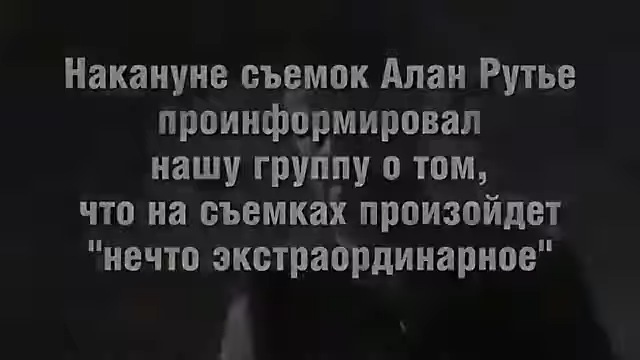 Накануне съемок Алан Рутье
проинформировал
нашу группу о том,
что на съемках произойдет
"нечто экстраординарное"